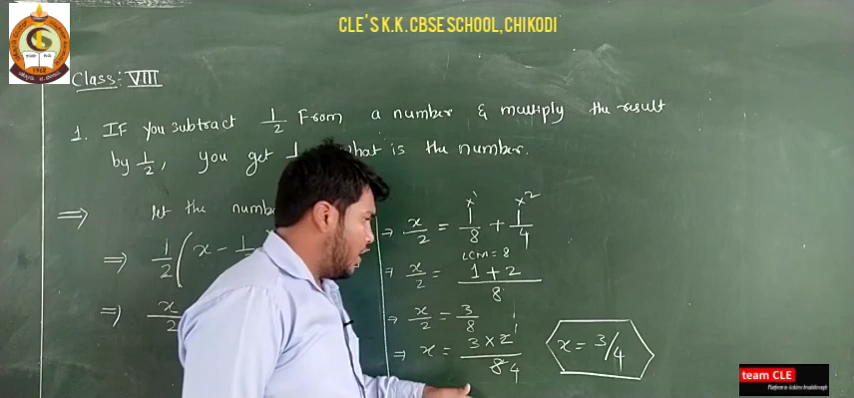 CLE'S K.K. CBSE SCHOOL, CHIKODI
Class: VIII
1. IF you subtract 1/2 From a number & multiply the result
by 1/2, you get what is the number.
⇒ let the
⇒ 1/2 ( x -
⇒ x/2
→ x/2 = 1/8 ×1 + 1/4 ×2
LCM = 8
→ x/2 = 1 + 2 / 8
→ x/2 = 3/8
⇒ x = 3 × 2 1 / 8 4
x = 3/4
team CLE